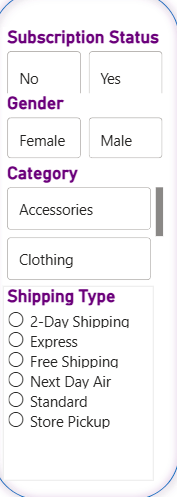 Subscription Status
No Yes
Gender
Female Male
Category
Accessories
Clothing
Shipping Type
2-Day Shipping
Express
Free Shipping
Next Day Air
Standard
Store Pickup